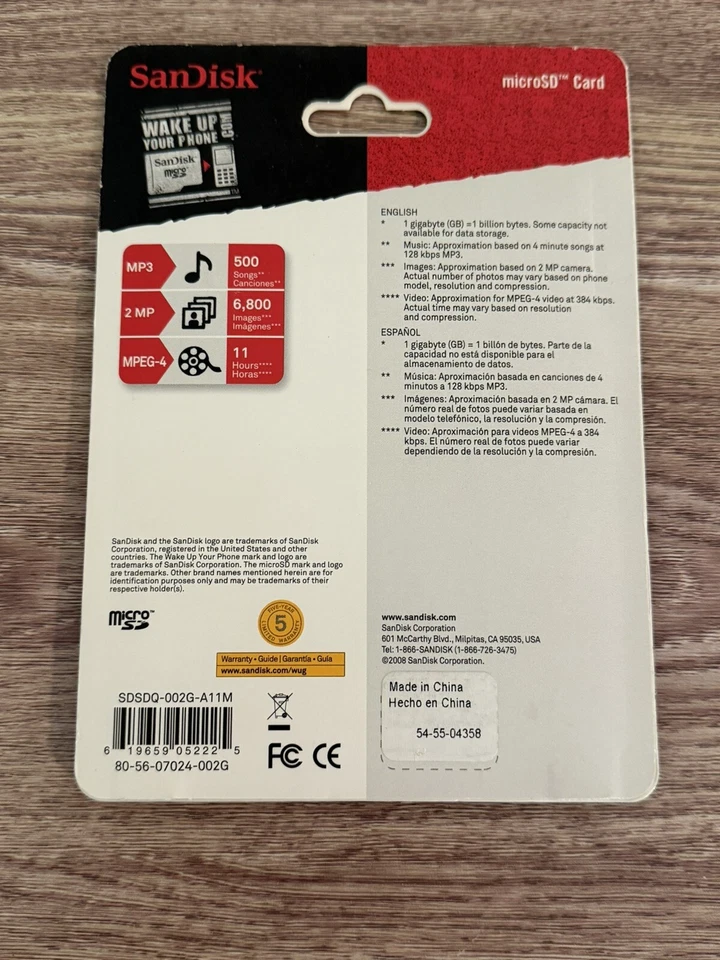 SanDisk®
microSD™ Card
WAKE UP
YOUR PHONE
.COM
SanDisk
micro
TM
MP3
500
Songs**
Canciones**
2 MP
6,800
Images***
Imágenes***
MPEG-4
11
Hours****
Horas****
ENGLISH
* 1 gigabyte (GB) =1 billion bytes. Some capacity not
available for data storage.
** Music: Approximation based on 4 minute songs at
128 kbps MP3.
*** Images: Approximation based on 2 MP camera.
Actual number of photos may vary based on phone
model, resolution and compression.
**** Video: Approximation for MPEG-4 video at 384 kbps.
Actual time may vary based on resolution
and compression.
ESPAÑOL
* 1 gigabyte (GB) = 1 billón de bytes. Parte de la
capacidad no está disponible para el
almacenamiento de datos.
** Música: Aproximación basada en canciones de 4
minutos a 128 kbps MP3.
*** Imágenes: Aproximación basada en 2 MP cámara. El
número real de fotos puede variar basada en
modelo telefónico, la resolución y la compresión.
**** Video: Aproximación para videos MPEG-4 a 384
kbps. El número real de fotos puede variar
dependiendo de la resolución y la compresión.
SanDisk and the SanDisk logo are trademarks of SanDisk
Corporation, registered in the United States and other
countries. The Wake Up Your Phone mark and logo are
trademarks of SanDisk Corporation. The microSD mark and logo
are trademarks. Other brand names mentioned herein are for
identification purposes only and may be trademarks of their
respective holder(s).
micro™
SD
FIVE-YEAR
5
LIMITED WARRANTY
Warranty • Guide | Garantia • Guia
www.sandisk.com/wug
www.sandisk.com
SanDisk Corporation
601 McCarthy Blvd., Milpitas, CA 95035, USA
Tel: 1-866-SANDISK (1-866-726-3475)
©2008 SanDisk Corporation.
SDSDQ-002G-A11M
6 19659 05222 5
80-56-07024-002G
FC CE
Made in China
Hecho en China
54-55-04358